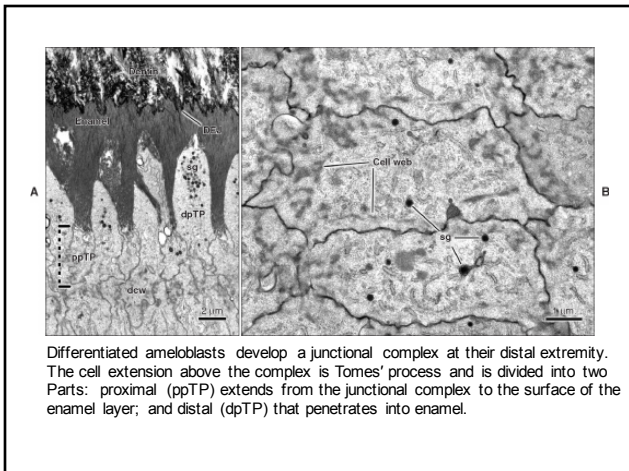 Dentin
Enamel
DEJ
sg
dpTP
A
ppTP
dcw
2 µm
Cell web
sg
B
1 µm
Differentiated ameloblasts develop a junctional complex at their distal extremity.
The cell extension above the complex is Tomes’ process and is divided into two
Parts: proximal (ppTP) extends from the junctional complex to the surface of the
enamel layer; and distal (dpTP) that penetrates into enamel.